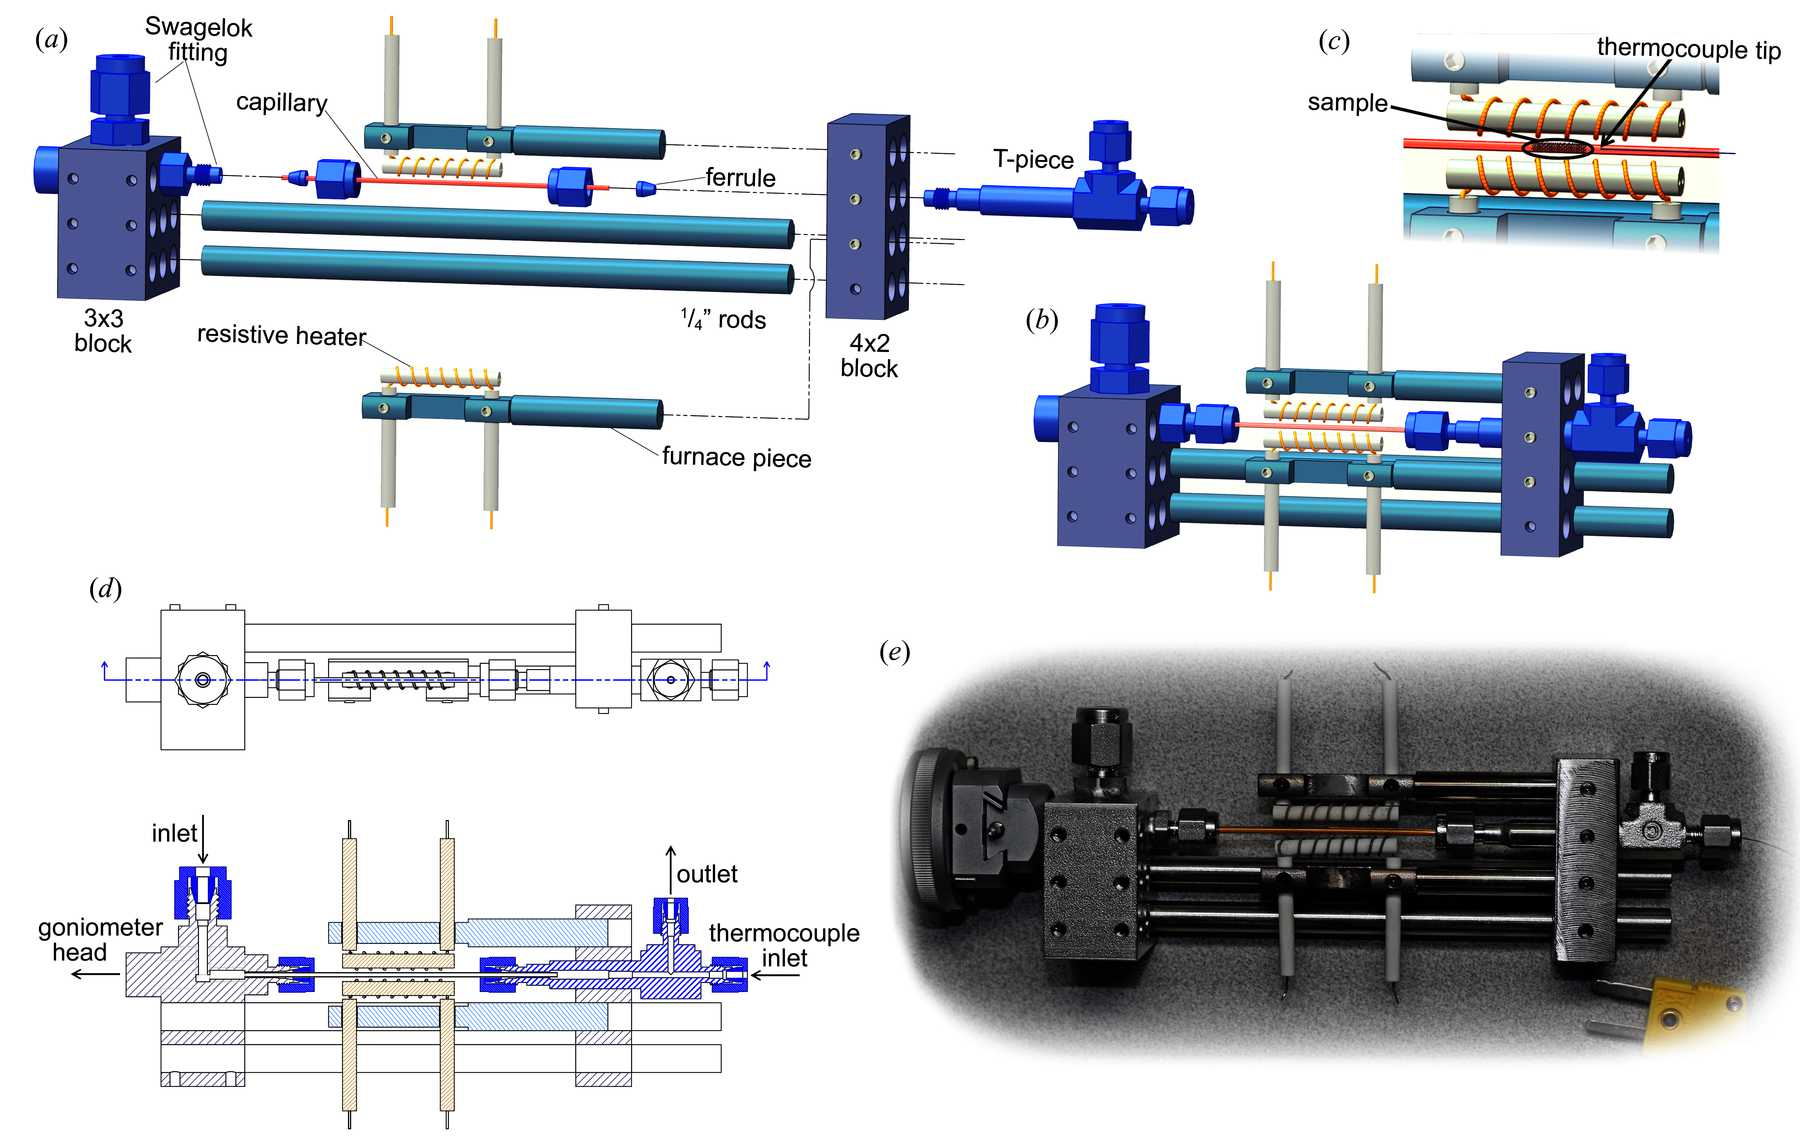 (a)
Swagelok
fitting
capillary
ferrule
T-piece
3x3
block
1/4” rods
4x2
block
resistive heater
furnace piece
(c)
thermocouple tip
sample
(b)
(d)
inlet
outlet
goniometer
head
thermocouple
inlet
(e)